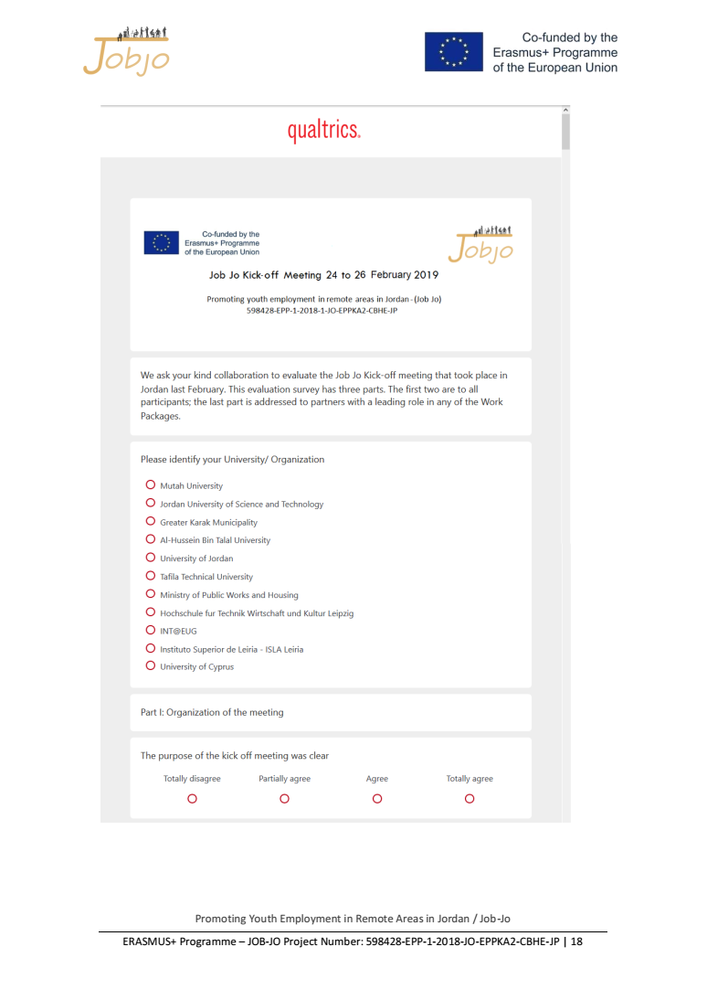 Jobjo
Co-funded by the
Erasmus+ Programme
of the European Union
qualtrics.
Co-funded by the
Erasmus+ Programme
of the European Union
Jobjo
Job Jo Kick-off Meeting 24 to 26 February 2019
Promoting youth employment in remote areas in Jordan - (Job Jo)
598428-EPP-1-2018-1-JO-EPPKA2-CBHE-JP
We ask your kind collaboration to evaluate the Job Jo Kick-off meeting that took place in
Jordan last February. This evaluation survey has three parts. The first two are to all
participants; the last part is addressed to partners with a leading role in any of the Work
Packages.
Please identify your University/ Organization
Mutah University
Jordan University of Science and Technology
Greater Karak Municipality
Al-Hussein Bin Talal University
University of Jordan
Tafila Technical University
Ministry of Public Works and Housing
Hochschule fur Technik Wirtschaft und Kultur Leipzig
INT@EUG
Instituto Superior de Leiria - ISLA Leiria
University of Cyprus
Part I: Organization of the meeting
The purpose of the kick off meeting was clear
Totally disagree Partially agree Agree Totally agree
Promoting Youth Employment in Remote Areas in Jordan / Job-Jo
ERASMUS+ Programme – JOB-JO Project Number: 598428-EPP-1-2018-JO-EPPKA2-CBHE-JP | 18